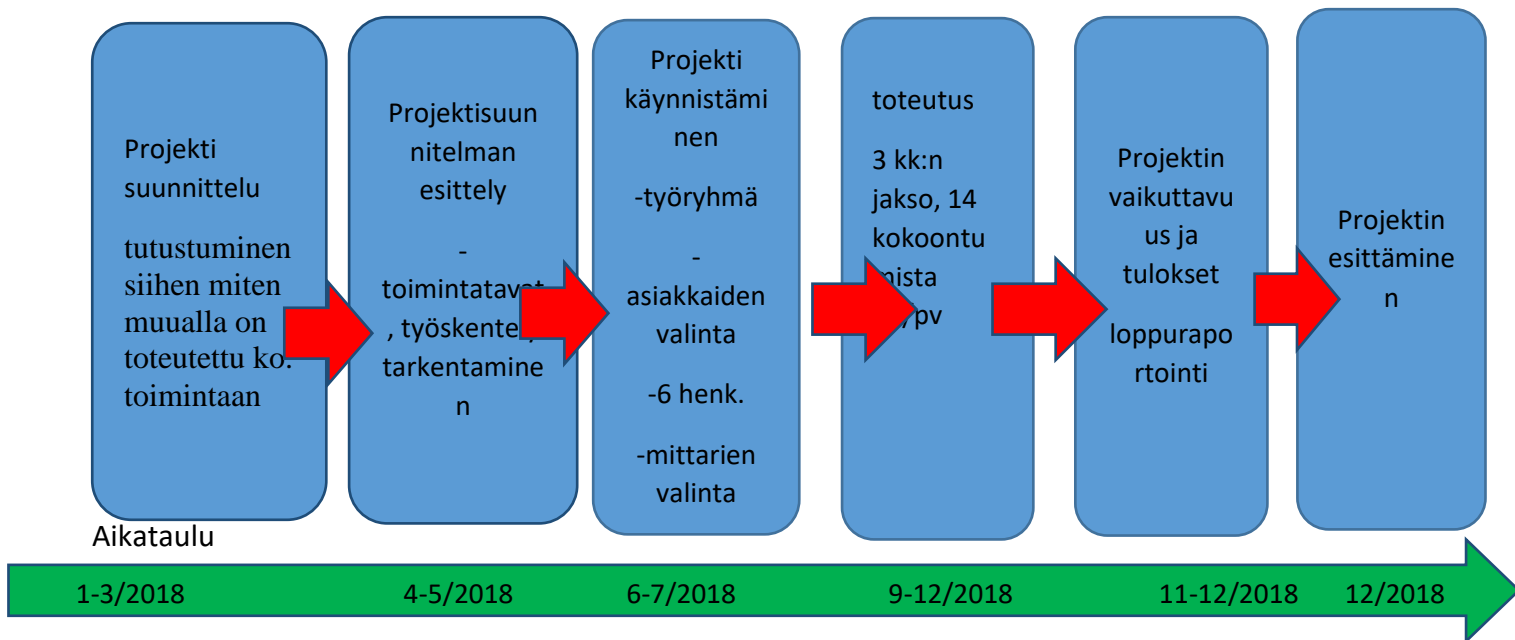 Projekti
suunnittelu
tutustuminen
siihen miten
muualla on
toteutettu ko.
toimintaan
Projektisuun
nitelman
esittely
-
toimintatavat
, työskentely
tarkentamine
n
Projekti
käynnistämi
nen
-työryhmä
-
asiakkaiden
valinta
-6 henk.
-mittarien
valinta
toteutus
3 kk:n
jakso, 14
kokoontu
mista
Projektin
vaikuttavu
us ja
tulokset
loppurapo
rtointi
Projektin
esittämine
n
Aikataulu
1-3/2018 4-5/2018 6-7/2018 9-12/2018 11-12/2018 12/2018